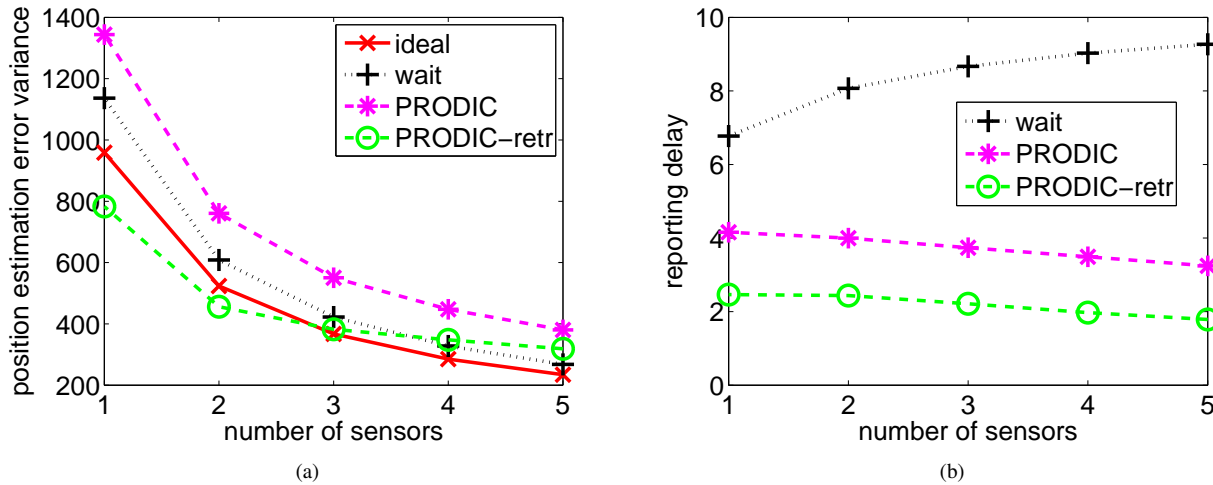 1400
1200
1000
800
600
400
200
1 2 3 4 5
position estimation error variance
number of sensors
ideal
wait
PRODIC
PRODIC−retr
(a)
10
8
6
4
2
0
1 2 3 4 5
reporting delay
number of sensors
wait
PRODIC
PRODIC−retr
(b)